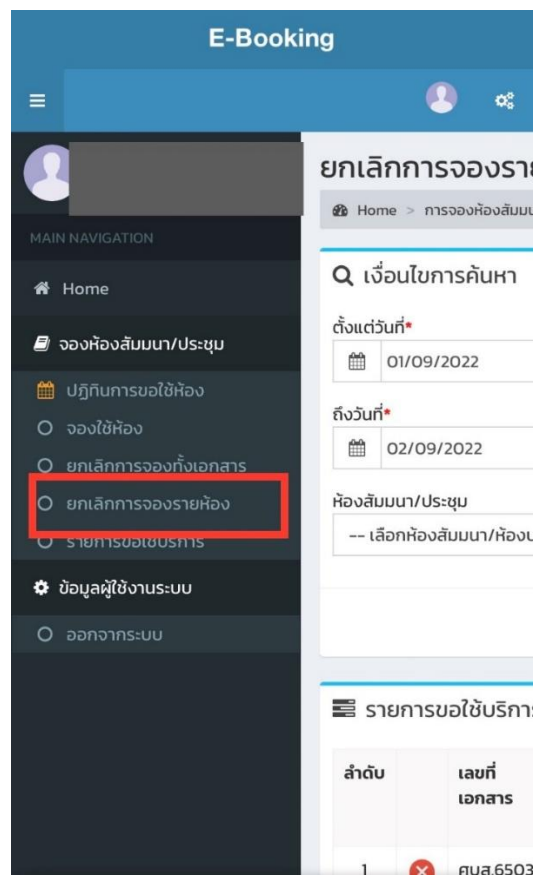 E-Booking
ยกเลิกการจองราย
Home > การจองห้องสัมมน
MAIN NAVIGATION
Home
จองห้องสัมมนา/ประชุม
ปฏิทินการขอใช้ห้อง
จองใช้ห้อง
ยกเลิกการจองทั้งเอกสาร
ยกเลิกการจองรายห้อง
รายการขอใช้บริการ
ข้อมูลผู้ใช้งานระบบ
ออกจากระบบ
เงื่อนไขการค้นหา
ตั้งแต่วันที่*
01/09/2022
ถึงวันที่*
02/09/2022
ห้องสัมมนา/ประชุม
-- เลือกห้องสัมมนา/ห้องป
รายการขอใช้บริการ
ลำดับ
เลขที่
เอกสาร
1
ศบส.6503